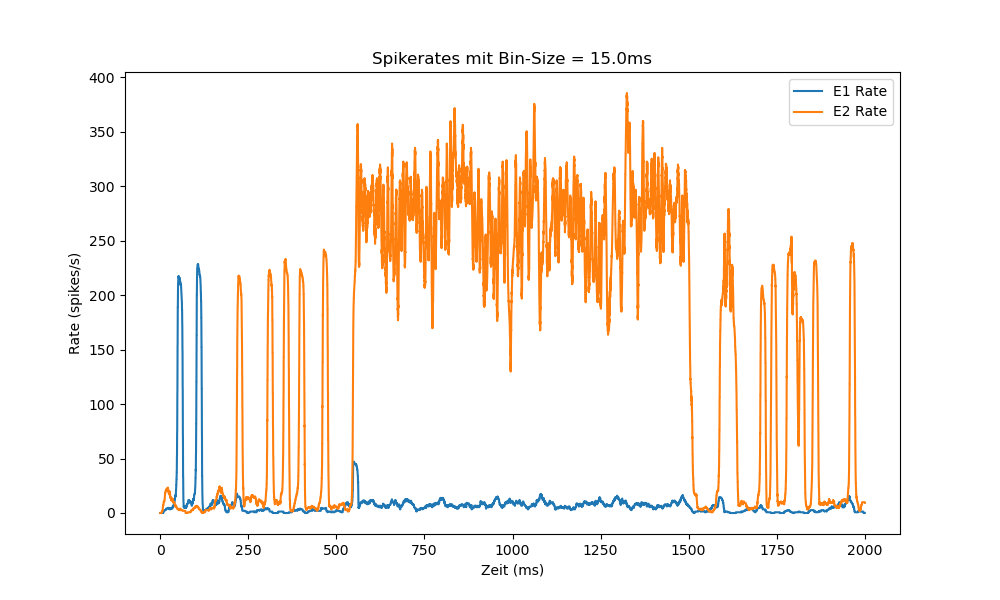 Spikerates mit Bin-Size = 15.0ms
E1 Rate
E2 Rate
Rate (spikes/s)
400
350
300
250
200
150
100
50
0
0 250 500 750 1000 1250 1500 1750 2000
Zeit (ms)